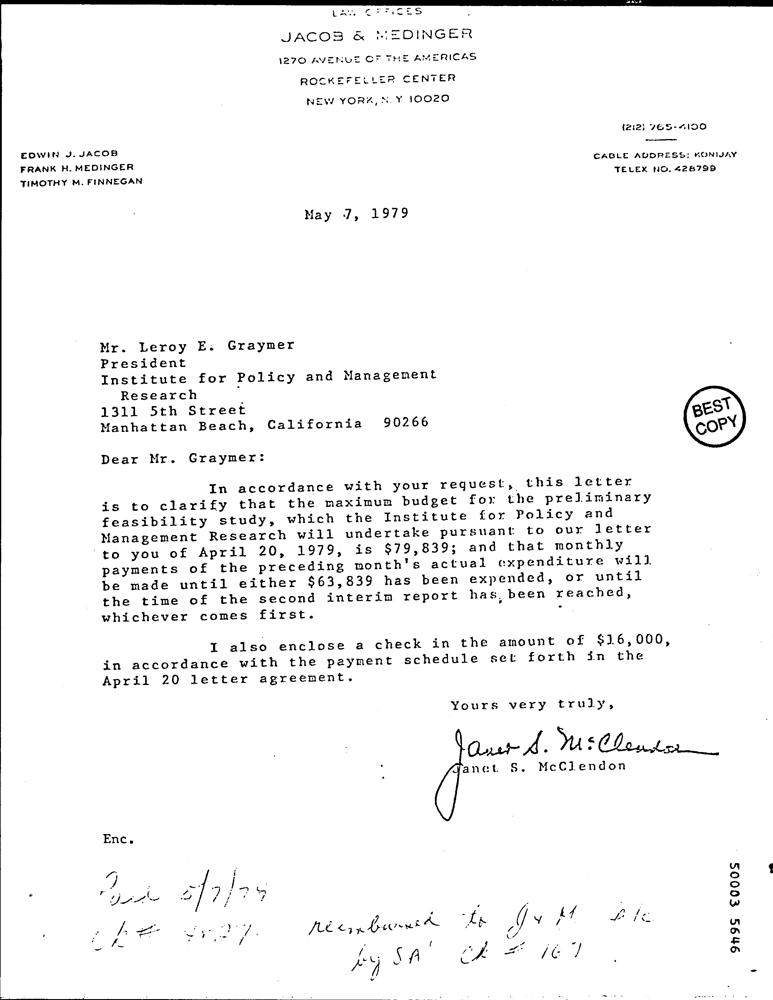 LAW OFFICES
JACOB & MEDINGER
1270 AVENUE OF THE AMERICAS
ROCKEFELLER CENTER
NEW YORK, N.Y. 10020
(212) 765-4100
CABLE ADDRESS: KONIJAY
TELEX NO. 428799
EDWIN J. JACOB
FRANK H. MEDINGER
TIMOTHY M. FINNEGAN
May 7, 1979
Mr. Leroy E. Graymer
President
Institute for Policy and Management
Research
1311 5th Street
Manhattan Beach, California 90266
BEST
COPY
Dear Mr. Graymer:
In accordance with your request, this letter
is to clarify that the maximum budget for the preliminary
feasibility study, which the Institute for Policy and
Management Research will undertake pursuant to our letter
to you of April 20, 1979, is $79,839; and that monthly
payments of the preceding month's actual expenditure will
be made until either $63,839 has been expended, or until
the time of the second interim report has been reached,
whichever comes first.
I also enclose a check in the amount of $16,000,
in accordance with the payment schedule set forth in the
April 20 letter agreement.
Yours very truly,
Janet S. McClendon
Janet S. McClendon
Enc.
Paid 5/7/79
ck #
reimbursed to J & M
by SA ck # 167
50003 5646